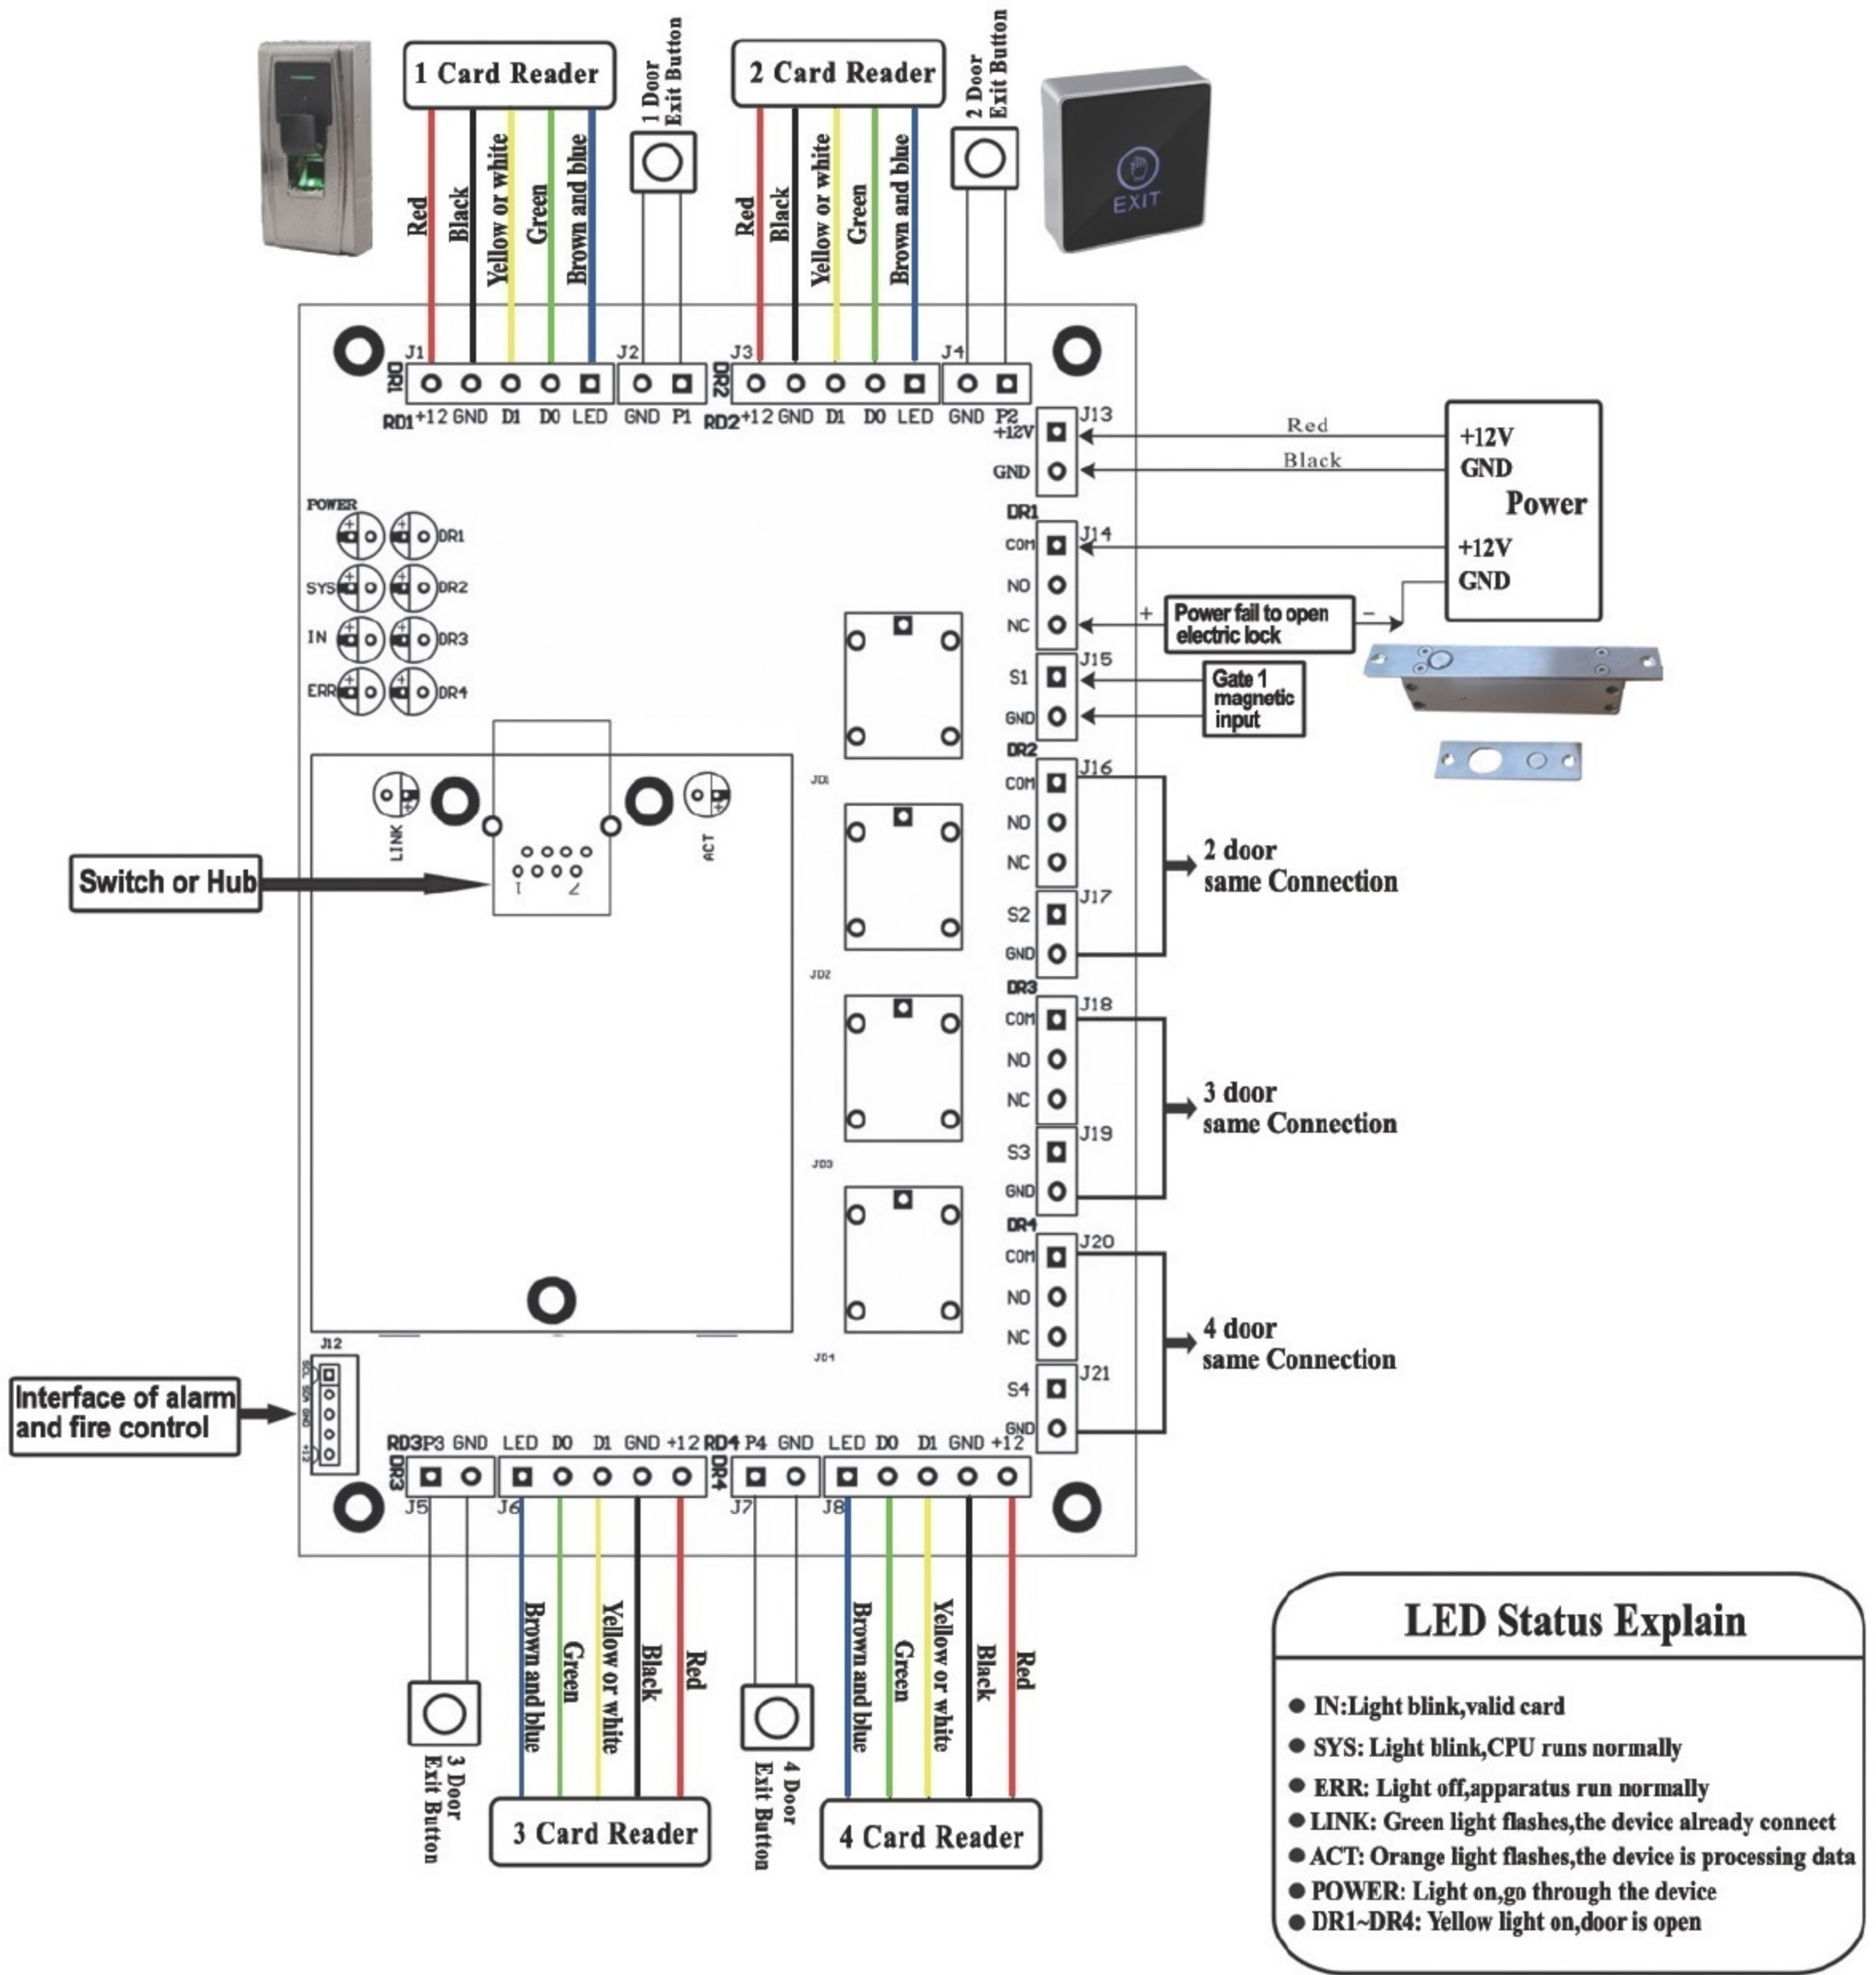 1 Card Reader
1 Door
Exit Button
2 Card Reader
2 Door
Exit Button
EXIT
Red
Black
Yellow or white
Green
Brown and blue
Red
Black
Yellow or white
Green
Brown and blue
J1
J2
J3
J4
DR1
DR2
RD1 +12 GND D1 D0 LED
GND P1
RD2 +12 GND D1 D0 LED
GND P2
J13
+12V
GND
Red
Black
+12V
GND
Power
+12V
GND
POWER
DR1
SYS
DR2
IN
DR3
ERR
DR4
DR1
J14
COM
NO
NC
+
Power fail to open
electric lock
-
J15
S1
GND
Gate 1
magnetic
input
JD1
LINK
ACT
1 7
Switch or Hub
DR2
J16
COM
NO
NC
J17
S2
GND
2 door
same Connection
JD2
DR3
J18
COM
NO
NC
J19
S3
GND
3 door
same Connection
JD3
DR4
J20
COM
NO
NC
J21
S4
GND
4 door
same Connection
JD4
J12
SCL
SDA
GND
+12
Interface of alarm
and fire control
RD3 P3 GND
LED D0 D1 GND +12
RD4 P4 GND
LED D0 D1 GND +12
DR3
DR4
J5
J6
J7
J8
Brown and blue
Green
Yellow or white
Black
Red
Brown and blue
Green
Yellow or white
Black
Red
3 Door
Exit Button
3 Card Reader
4 Door
Exit Button
4 Card Reader
LED Status Explain
● IN:Light blink,valid card
● SYS: Light blink,CPU runs normally
● ERR: Light off,apparatus run normally
● LINK: Green light flashes,the device already connect
● ACT: Orange light flashes,the device is processing data
● POWER: Light on,go through the device
● DR1~DR4: Yellow light on,door is open